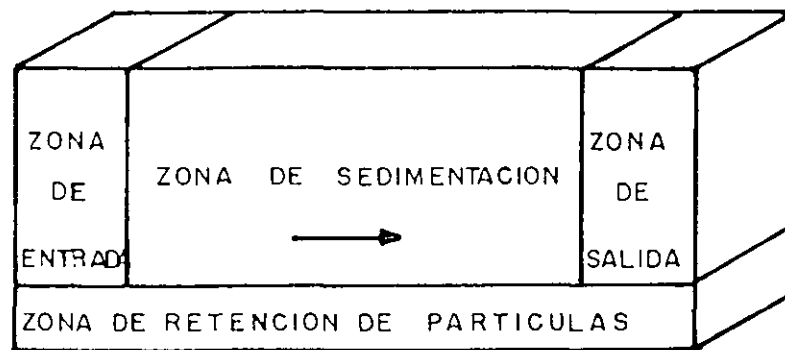 ZONA
DE
ENTRADA
ZONA DE SEDIMENTACION
ZONA
DE
SALIDA
ZONA DE RETENCION DE PARTICULAS